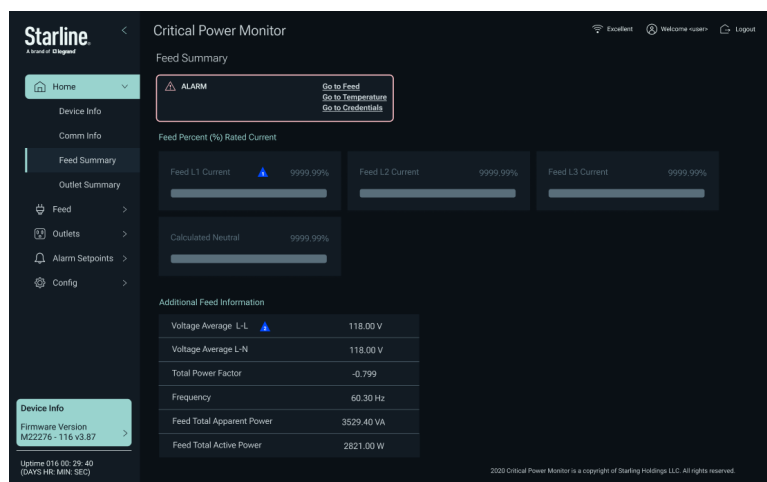 Starline.
A brand of legrand
Home
Device Info
Comm Info
Feed Summary
Outlet Summary
Feed
Outlets
Alarm Setpoints
Config
Device Info
Firmware Version
M22276 - 116 v3.87
Uptime 016 00: 29: 40
(DAYS HR: MIN: SEC)
Critical Power Monitor
Excellent
Welcome <user>
Logout
Feed Summary
ALARM
Go to Feed
Go to Temperature
Go to Credentials
Feed Percent (%) Rated Current
Feed L1 Current 9999.99%
Feed L2 Current 9999.99%
Feed L3 Current 9999.99%
Calculated Neutral 9999.99%
Additional Feed Information
Voltage Average L-L 118.00 V
Voltage Average L-N 118.00 V
Total Power Factor -0.799
Frequency 60.30 Hz
Feed Total Apparent Power 3529.40 VA
Feed Total Active Power 2821.00 W
2020 Critical Power Monitor is a copyright of Starling Holdings LLC. All rights reserved.